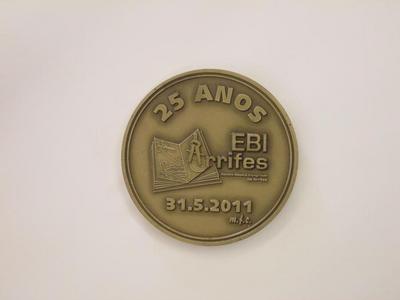 25 ANOS
EBI
Arrifes
31.5.2011
m.f.c.